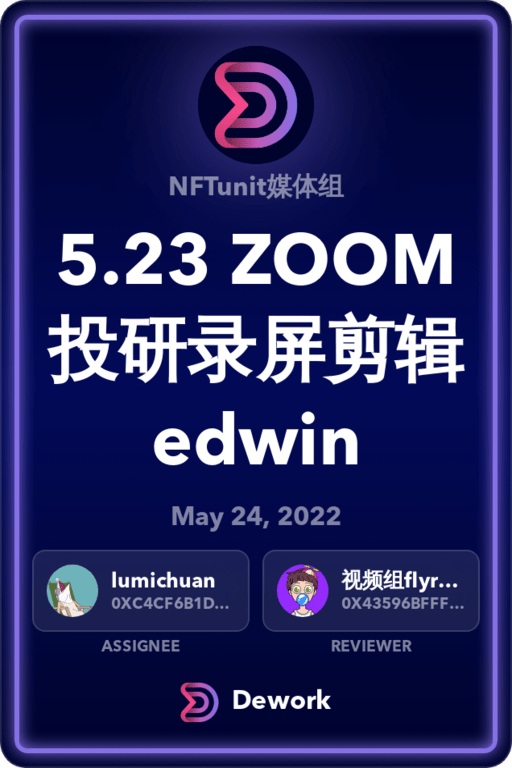 NFTunit媒体组
5.23 ZOOM
投研录屏剪辑
edwin
May 24, 2022
lumichuan
0XC4CF6B1D...
视频组flyr...
0X43596BFFF...
ASSIGNEE
REVIEWER
Dework